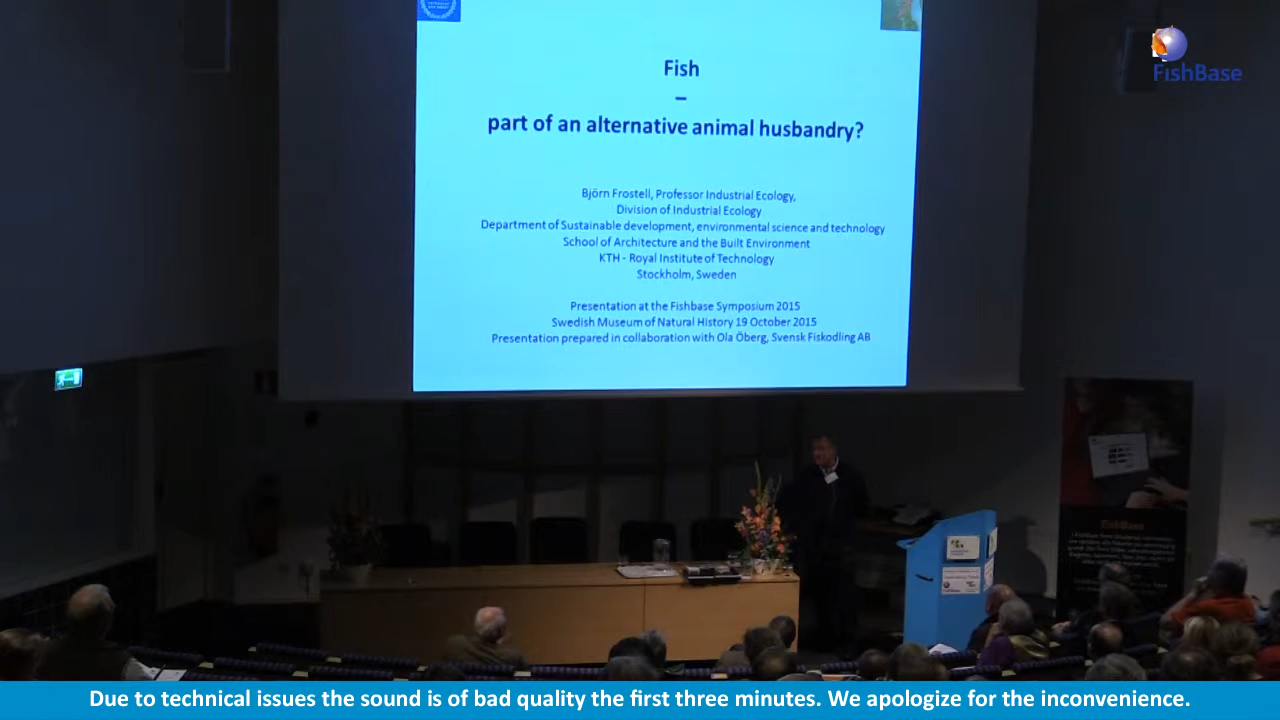 FishBase
Fish
–
part of an alternative animal husbandry?
Björn Frostell, Professor Industrial Ecology,
Division of Industrial Ecology
Department of Sustainable development, environmental science and technology
School of Architecture and the Built Environment
KTH - Royal Institute of Technology
Stockholm, Sweden
Presentation at the Fishbase Symposium 2015
Swedish Museum of Natural History 19 October 2015
Presentation prepared in collaboration with Ola Öberg, Svensk Fiskodling AB
FishBase
Due to technical issues the sound is of bad quality the first three minutes. We apologize for the inconvenience.